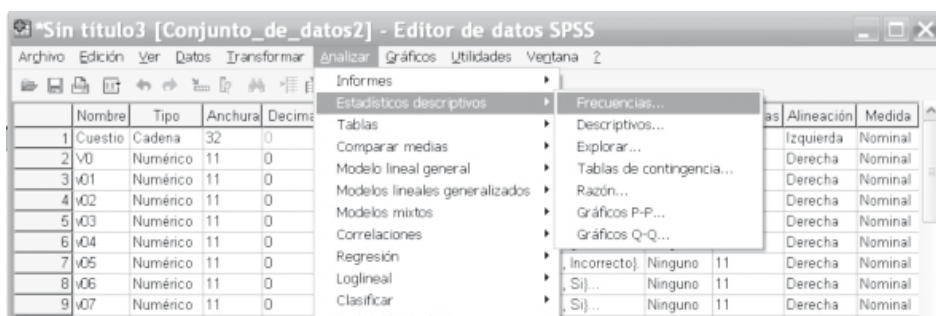 *Sin título3 [Conjunto_de_datos2] - Editor de datos SPSS
Archivo Edición Ver Datos Transformar Analizar Gráficos Utilidades Ventana ?
Informes
Estadísticos descriptivos
Tablas
Comparar medias
Modelo lineal general
Modelos lineales generalizados
Modelos mixtos
Correlaciones
Regresión
Loglineal
Clasificar
Frecuencias...
Descriptivos...
Explorar...
Tablas de contingencia...
Razón...
Gráficos P-P...
Gráficos Q-Q...
Nombre Tipo Anchura Decima as Alineación Medida
1 Cuestio Cadena 32 0 Izquierda Nominal
2 V0 Numérico 11 0 Derecha Nominal
3 v01 Numérico 11 0 Derecha Nominal
4 v02 Numérico 11 0 Derecha Nominal
5 v03 Numérico 11 0 Derecha Nominal
6 v04 Numérico 11 0 Derecha Nominal
7 v05 Numérico 11 0 , Incorrecto}. Ninguno 11 Derecha Nominal
8 v06 Numérico 11 0 , Si}... Ninguno 11 Derecha Nominal
9 v07 Numérico 11 0 , Si}... Ninguno 11 Derecha Nominal